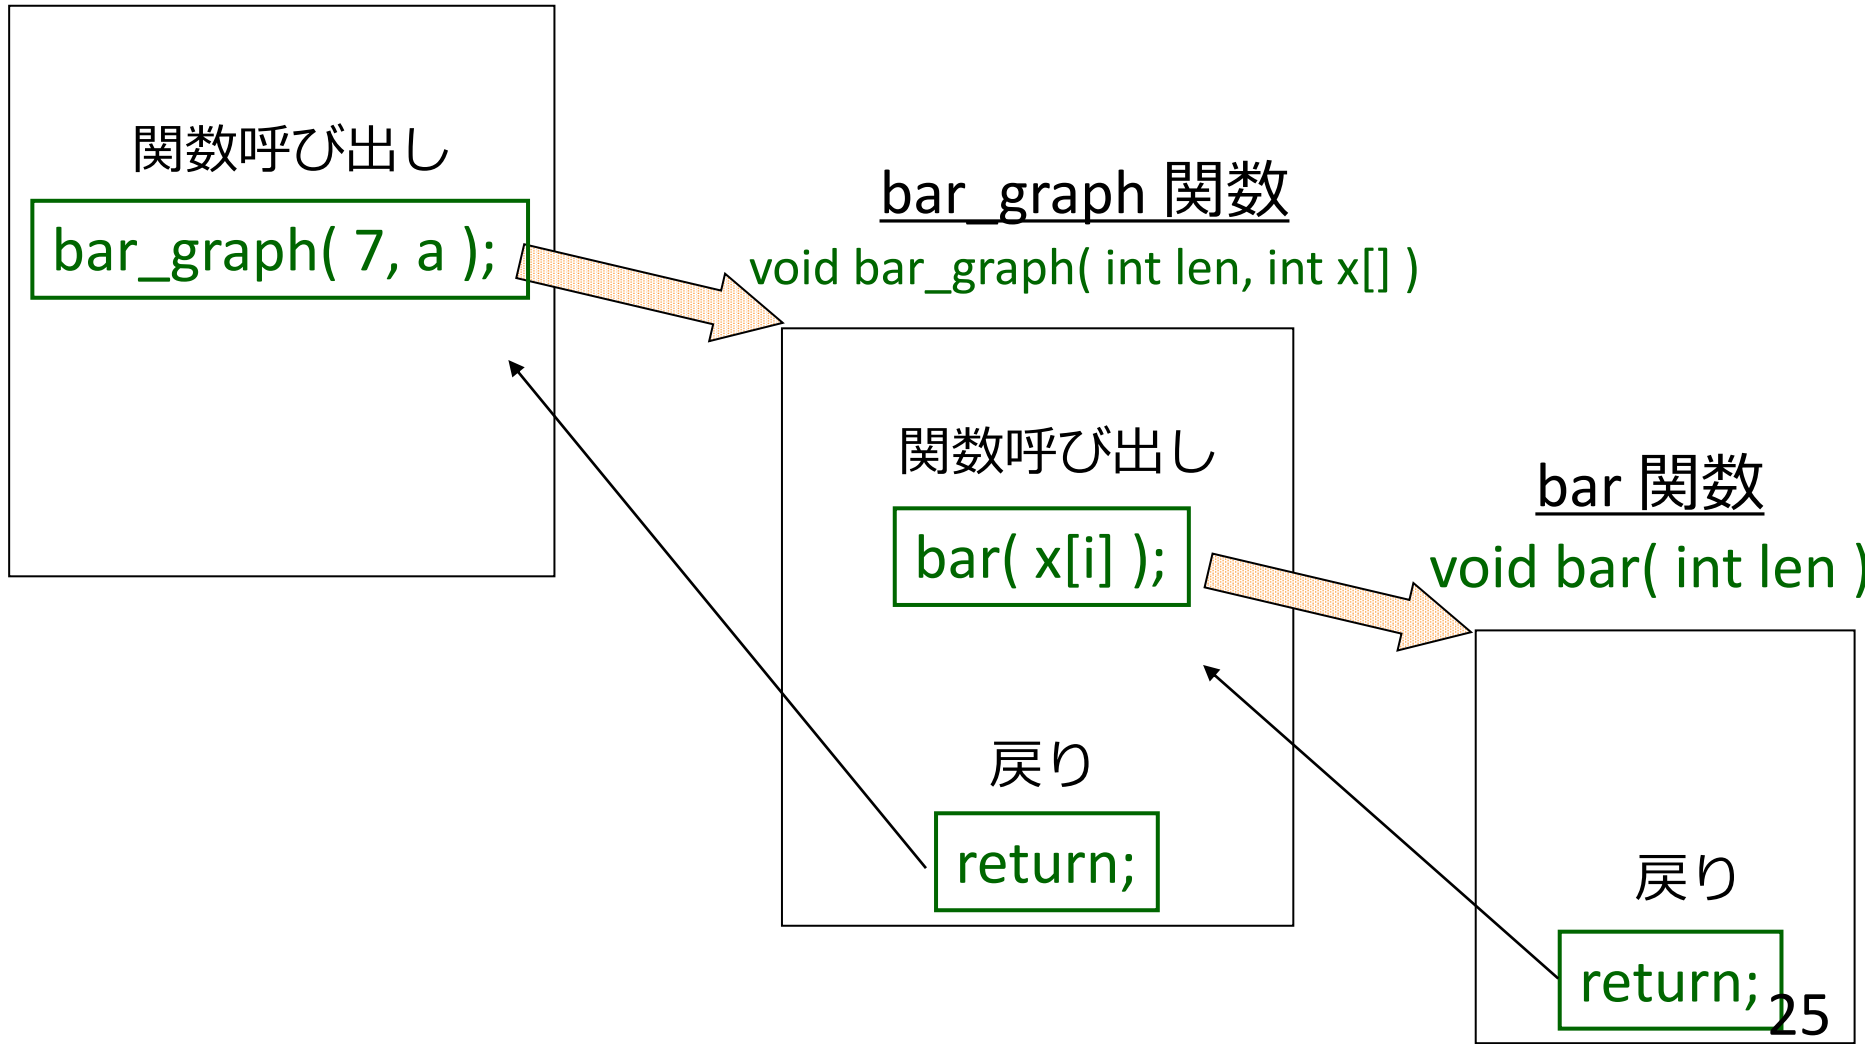 関数呼び出し
bar_graph( 7, a );
bar_graph 関数
void bar_graph( int len, int x[] )
関数呼び出し
bar( x[i] );
戻り
return;
bar 関数
void bar( int len )
戻り
return;
25